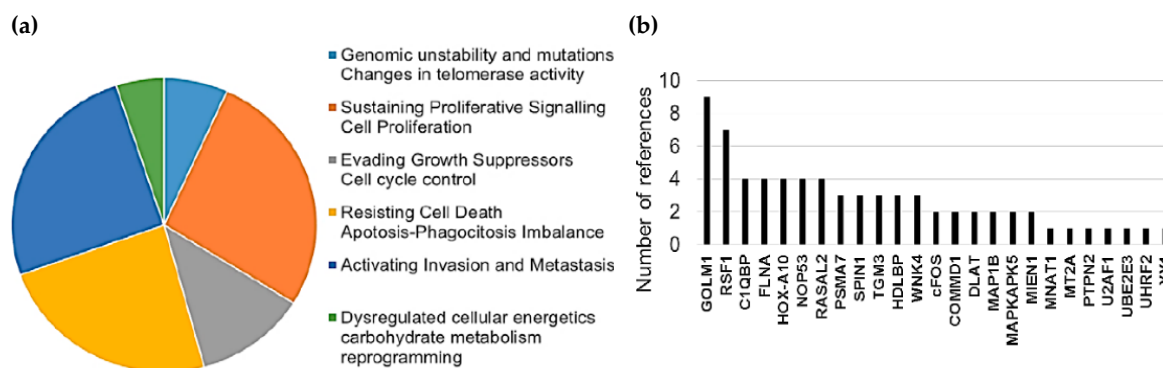 (a)
Genomic unstability and mutations
Changes in telomerase activity
Sustaining Proliferative Signalling
Cell Proliferation
Evading Growth Suppressors
Cell cycle control
Resisting Cell Death
Apotosis-Phagocitosis Imbalance
Activating Invasion and Metastasis
Dysregulated cellular energetics
carbohydrate metabolism
reprogramming
(b)
Number of references
10
8
6
4
2
0
GOLM1
RSF1
C1QBP
FLNA
HOX-A10
NOP53
RASAL2
PSMA7
SPIN1
TGM3
HDLBP
WNK4
cFOS
COMMD1
DLAT
MAP1B
MAPKAPK5
MIEN1
MNAT1
MT2A
PTPN2
U2AF1
UBE2E3
UHRF2